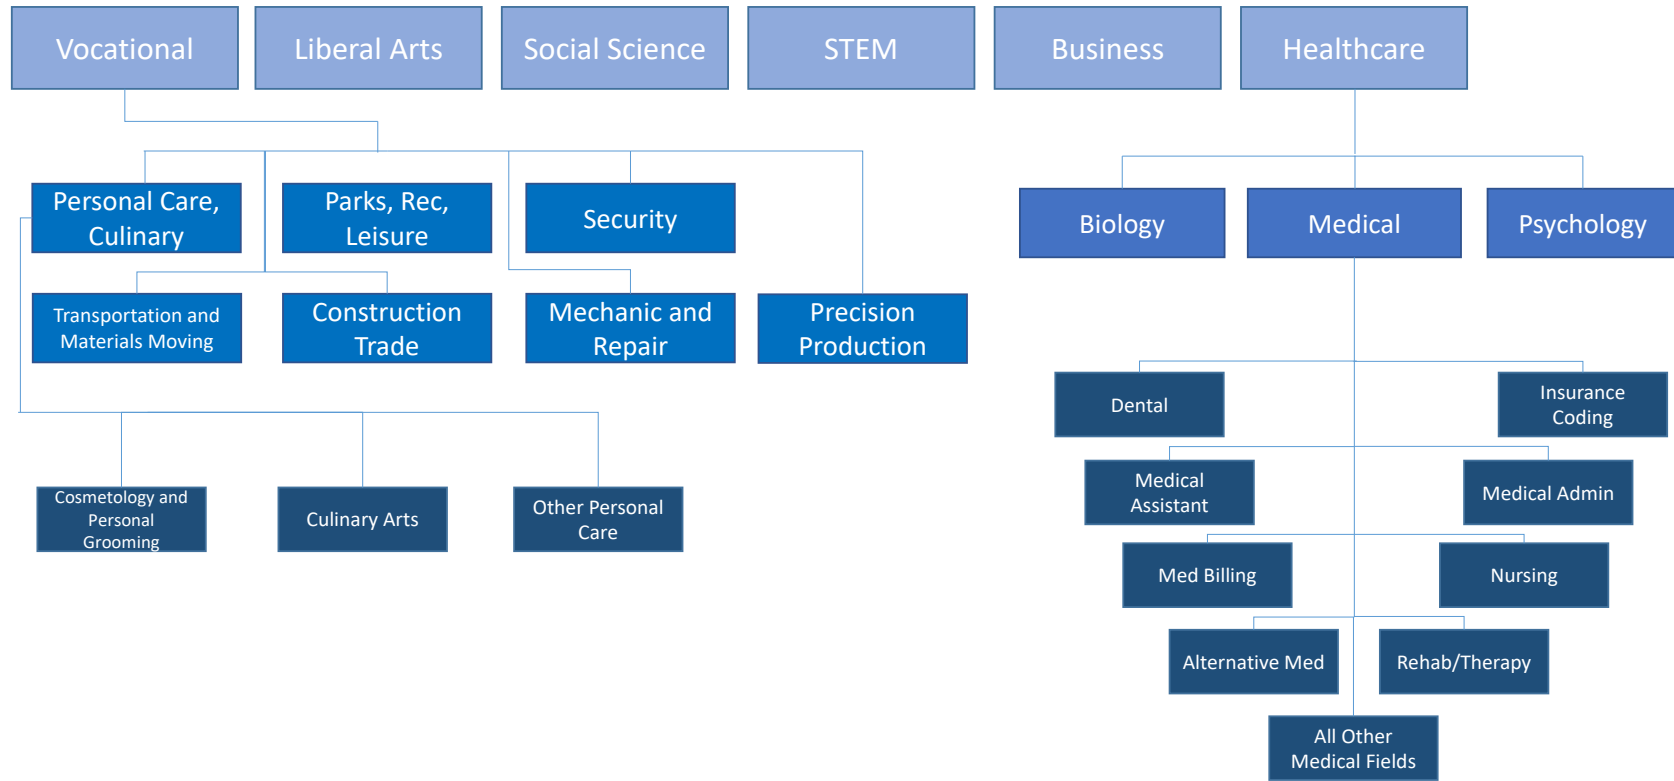 Vocational
Liberal Arts
Social Science
STEM
Business
Healthcare
Personal Care,
Culinary
Parks, Rec,
Leisure
Security
Biology
Medical
Psychology
Transportation and
Materials Moving
Construction
Trade
Mechanic and
Repair
Precision
Production
Dental
Insurance
Coding
Cosmetology and
Personal
Grooming
Culinary Arts
Other Personal
Care
Medical
Assistant
Medical Admin
Med Billing
Nursing
Alternative Med
Rehab/Therapy
All Other
Medical Fields